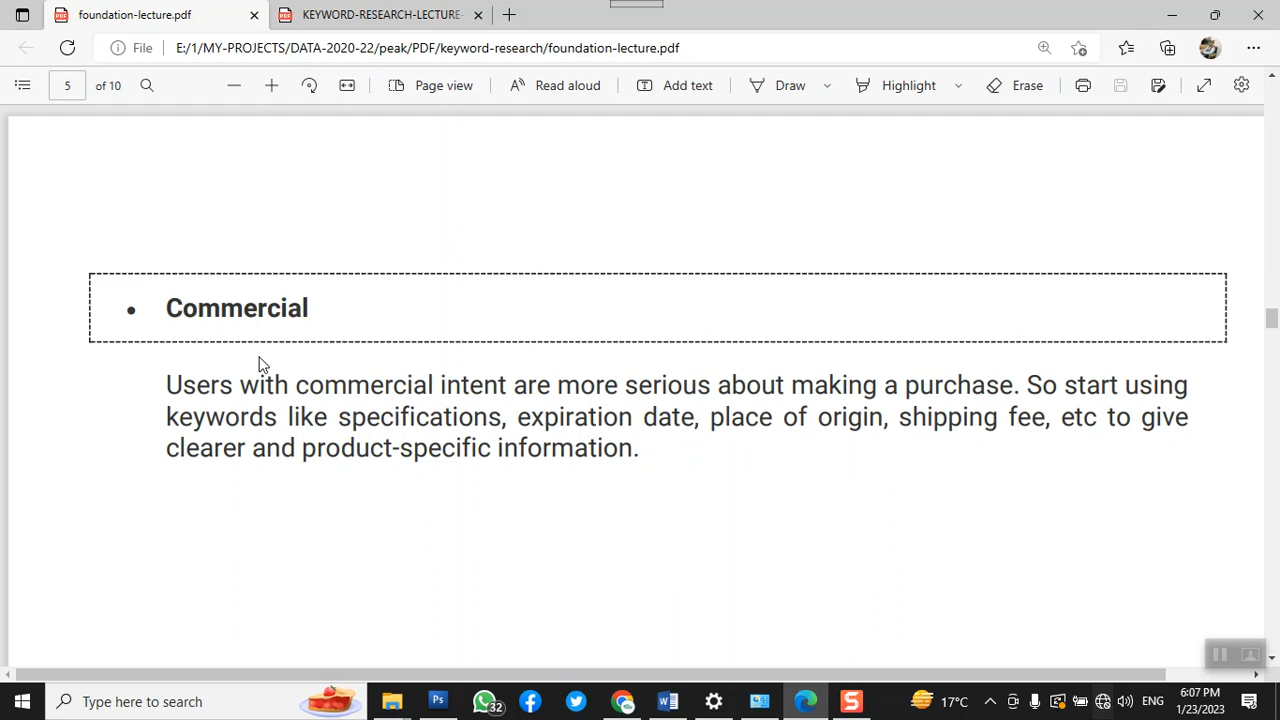 foundation-lecture.pdf
KEYWORD-RESEARCH-LECTURE-
File E:/1/MY-PROJECTS/DATA-2020-22/peak/PDF/keyword-research/foundation-lecture.pdf
5 of 10 Page view Read aloud Add text Draw Highlight Erase
• Commercial
Users with commercial intent are more serious about making a purchase. So start using
keywords like specifications, expiration date, place of origin, shipping fee, etc to give
clearer and product-specific information.
Type here to search 32 17°C ENG 6:07 PM
1/23/2023